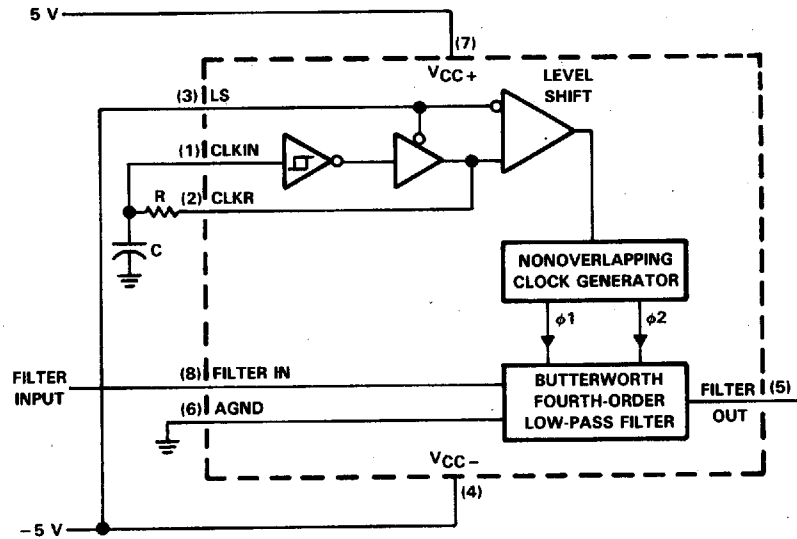 5 V
(7)
VCC+
LEVEL
SHIFT
(3) LS
(1) CLKIN
R
(2) CLKR
C
NONOVERLAPPING
CLOCK GENERATOR
ϕ1
ϕ2
FILTER
INPUT
(8) FILTER IN
(6) AGND
BUTTERWORTH
FOURTH-ORDER
LOW-PASS FILTER
FILTER
OUT
(5)
VCC−
(4)
−5 V